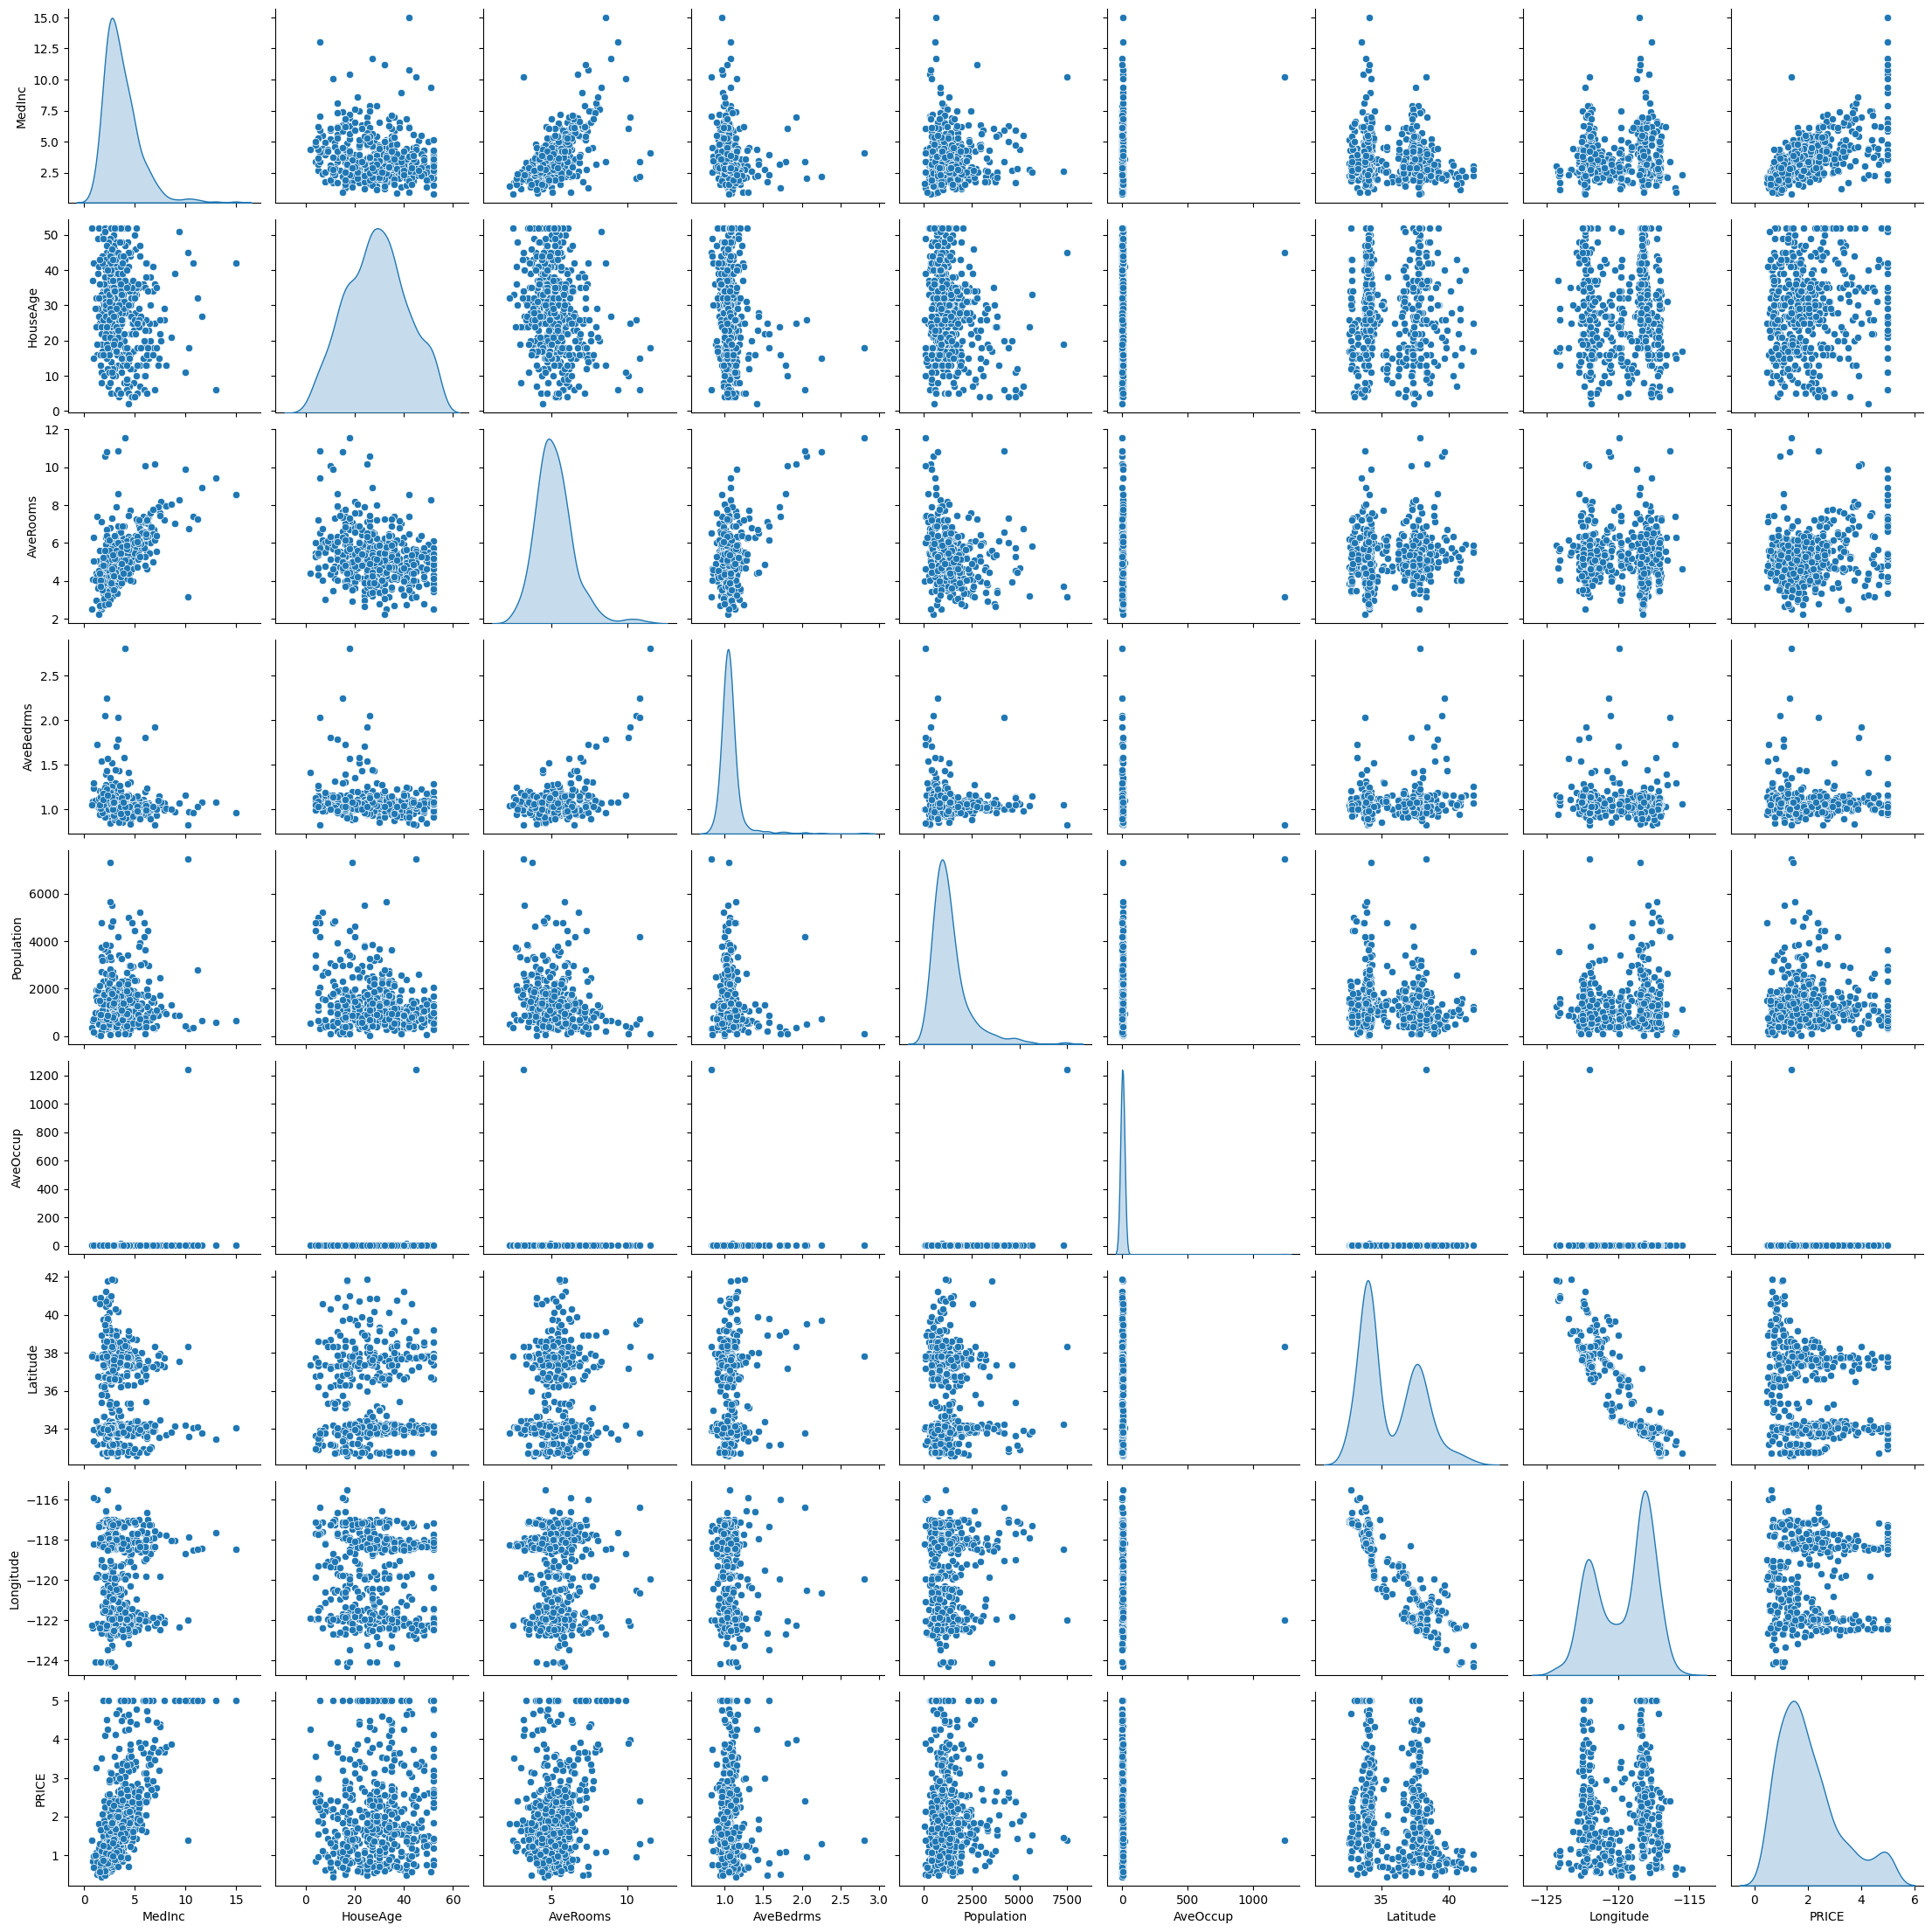 15.0
12.5
10.0
7.5
5.0
2.5
MedInc
50
40
30
20
10
0
HouseAge
12
10
8
6
4
2
AveRooms
2.5
2.0
1.5
1.0
AveBedrms
6000
4000
2000
0
Population
1200
1000
800
600
400
200
0
AveOccup
42
40
38
36
34
Latitude
−116
−118
−120
−122
−124
Longitude
5
4
3
2
1
PRICE
0 5 10 15
0 20 40 60
5 10
1.0 1.5 2.0 2.5 3.0
0 2500 5000 7500
0 500 1000
35 40
−125 −120 −115
0 2 4 6
MedInc
HouseAge
AveRooms
AveBedrms
Population
AveOccup
Latitude
Longitude
PRICE